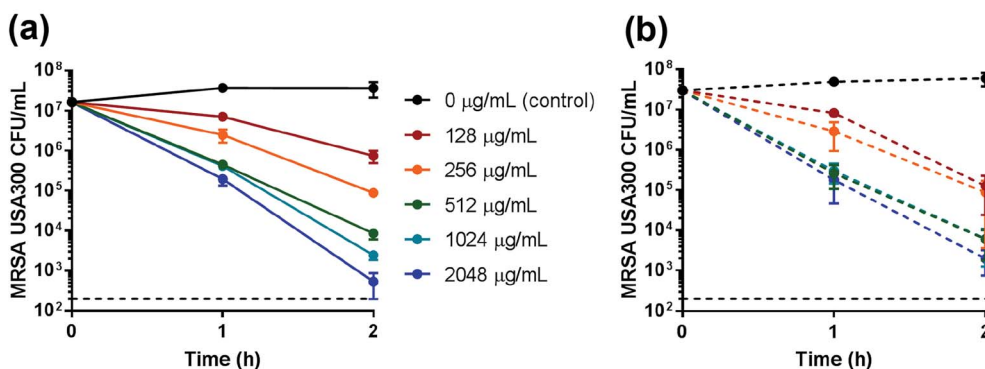 (a)
MRSA USA300 CFU/mL
10⁸
10⁷
10⁶
10⁵
10⁴
10³
10²
0
1
2
Time (h)
0 µg/mL (control)
128 µg/mL
256 µg/mL
512 µg/mL
1024 µg/mL
2048 µg/mL
(b)
MRSA USA300 CFU/mL
10⁸
10⁷
10⁶
10⁵
10⁴
10³
10²
0
1
2
Time (h)